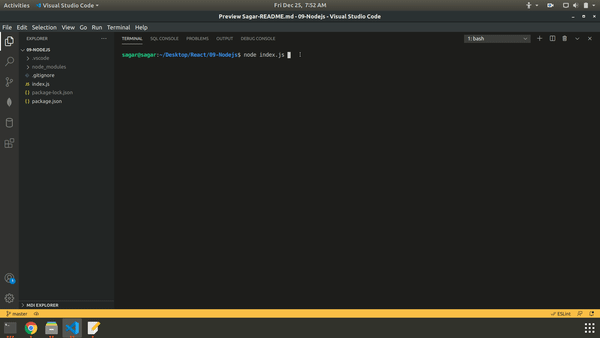 Activities
Visual Studio Code
Fri Dec 25, 7:52 AM
Preview Sagar-README.md - 09-Nodejs - Visual Studio Code
File Edit Selection View Go Run Terminal Help
EXPLORER
TERMINAL SQL CONSOLE PROBLEMS OUTPUT DEBUG CONSOLE
1: bash
09-NODEJS
.vscode
node_modules
.gitignore
index.js
package-lock.json
package.json
sagar@sagar:~/Desktop/React/09-Nodejs$ node index.js
MDI EXPLORER
master
ESLint